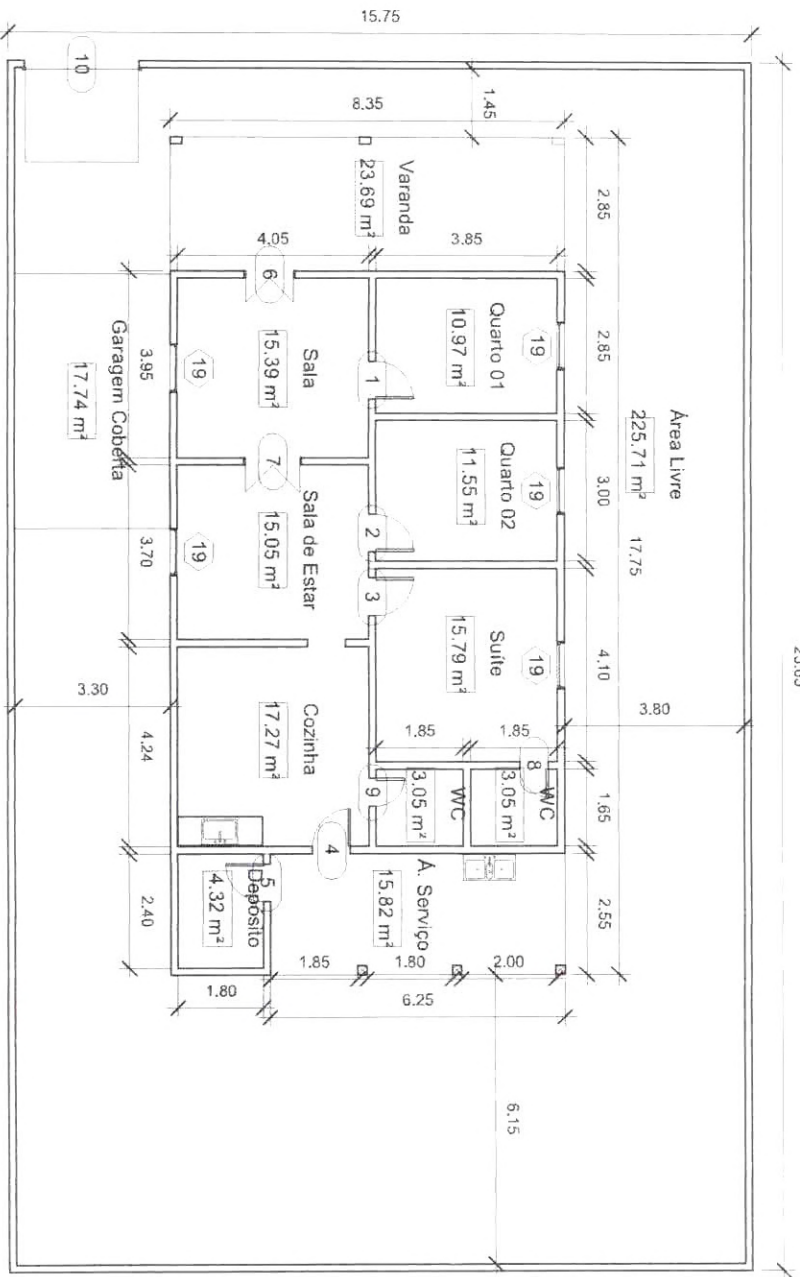 15.75
10
8.35
1.45
Varanda
23.69 m²
2.85
4.05
3.85
6
Sala
15.39 m²
19
1
Quarto 01
10.97 m²
19
2.85
Garagem Coberta
17.74 m²
3.95
Área Livre
225.71 m²
7
Sala de Estar
15.05 m²
19
2
Quarto 02
11.55 m²
19
3.00
17.75
3.70
3
Suíte
15.79 m²
19
4.10
3.30
3.80
Cozinha
17.27 m²
4.24
1.85
1.85
8
9
WC
3.05 m²
WC
3.05 m²
1.65
4
5
Depósito
4.32 m²
2.40
Á. Serviço
15.82 m²
2.55
1.85
1.80
2.00
1.80
6.25
6.15